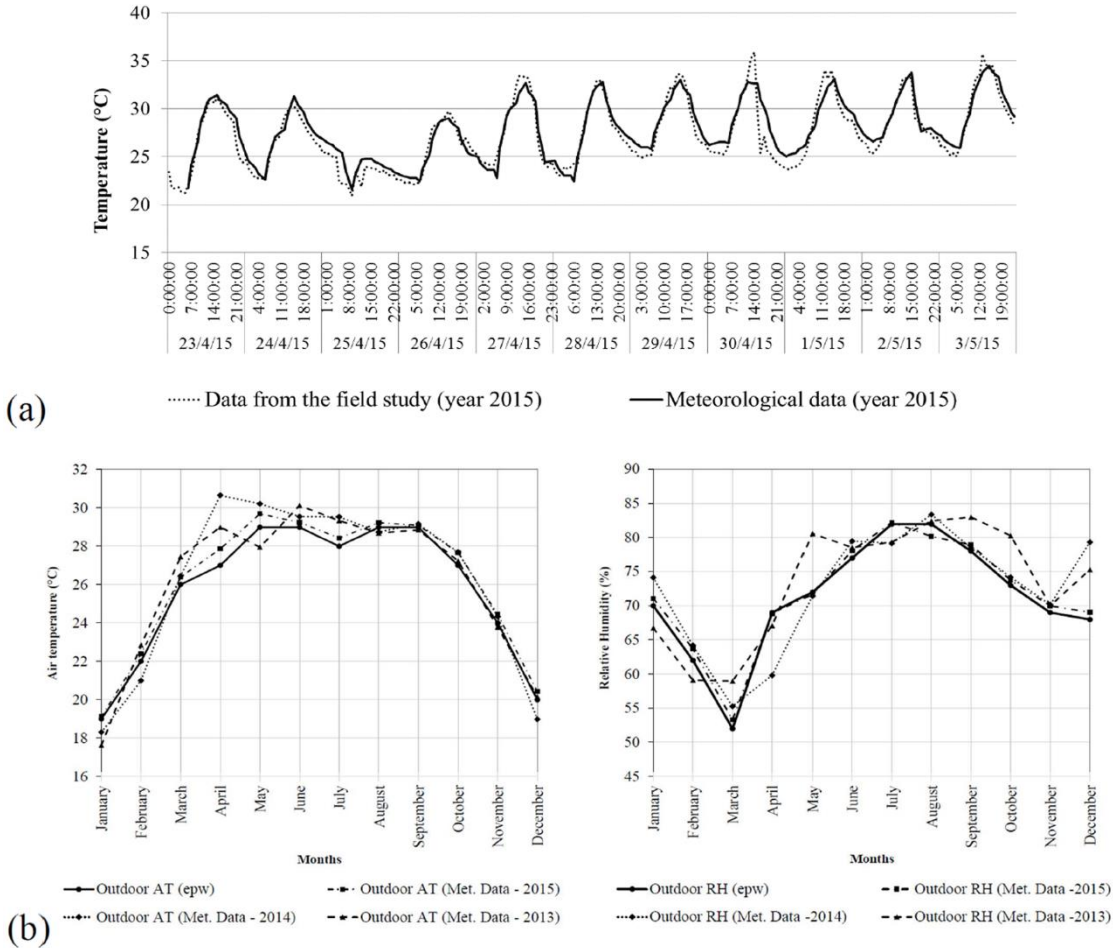 40
35
30
25
20
15
Temperature (°C)
0:00:00
7:00:00
14:00:00
21:00:00
4:00:00
11:00:00
18:00:00
1:00:00
8:00:00
15:00:00
22:00:00
5:00:00
12:00:00
19:00:00
2:00:00
9:00:00
16:00:00
23:00:00
6:00:00
13:00:00
20:00:00
3:00:00
10:00:00
17:00:00
0:00:00
7:00:00
14:00:00
21:00:00
4:00:00
11:00:00
18:00:00
1:00:00
8:00:00
15:00:00
22:00:00
5:00:00
12:00:00
19:00:00
23/4/15 24/4/15 25/4/15 26/4/15 27/4/15 28/4/15 29/4/15 30/4/15 1/5/15 2/5/15 3/5/15
(a)
Data from the field study (year 2015) Meteorological data (year 2015)
32
30
28
26
24
22
20
18
16
Air temperature (°C)
January
February
March
April
May
June
July
August
September
October
November
December
Months
Outdoor AT (epw) Outdoor AT (Met. Data - 2015)
Outdoor AT (Met. Data - 2014) Outdoor AT (Met. Data - 2013)
90
85
80
75
70
65
60
55
50
45
Relative Humidity (%)
January
February
March
April
May
June
July
August
September
October
November
December
Months
Outdoor RH (epw) Outdoor RH (Met. Data -2015)
Outdoor RH (Met. Data -2014) Outdoor RH (Met. Data -2013)
(b)